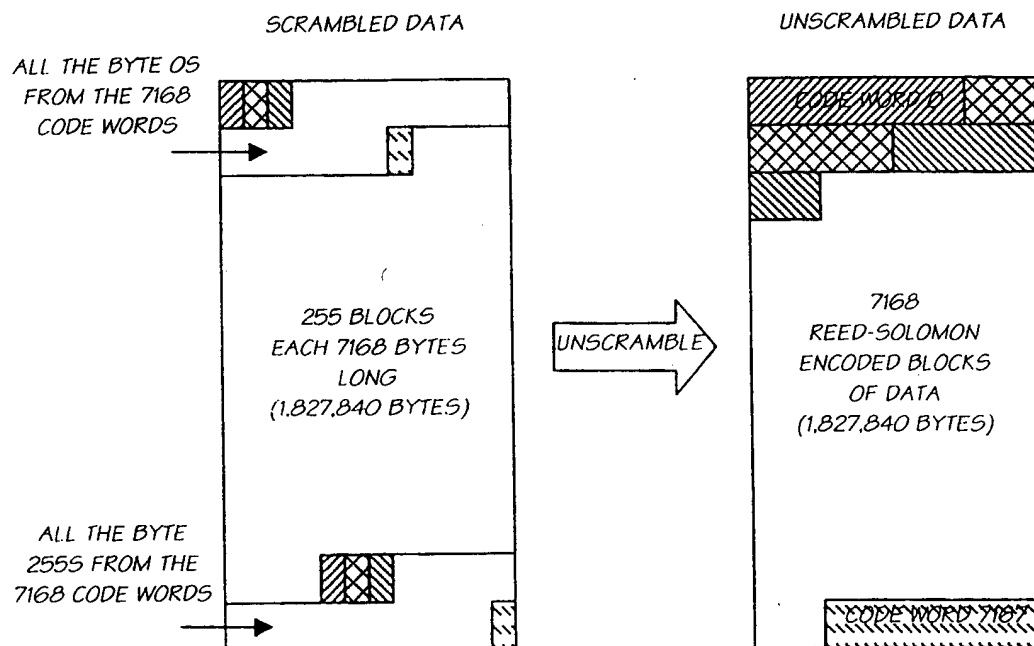 SCRAMBLED DATA
UNSCRAMBLED DATA
ALL THE BYTE 0S
FROM THE 7168
CODE WORDS
CODE WORD 0
255 BLOCKS
EACH 7168 BYTES
LONG
(1,827,840 BYTES)
UNSCRAMBLE
7168
REED-SOLOMON
ENCODED BLOCKS
OF DATA
(1,827,840 BYTES)
ALL THE BYTE
255S FROM THE
7168 CODE WORDS
CODE WORD 7167